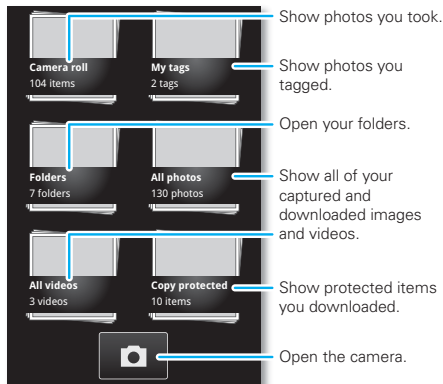 Show photos you took.
Camera roll
104 items
My tags
2 tags
Show photos you
tagged.
Open your folders.
Folders
7 folders
All photos
130 photos
Show all of your
captured and
downloaded images
and videos.
All videos
3 videos
Copy protected
10 items
Show protected items
you downloaded.
Open the camera.